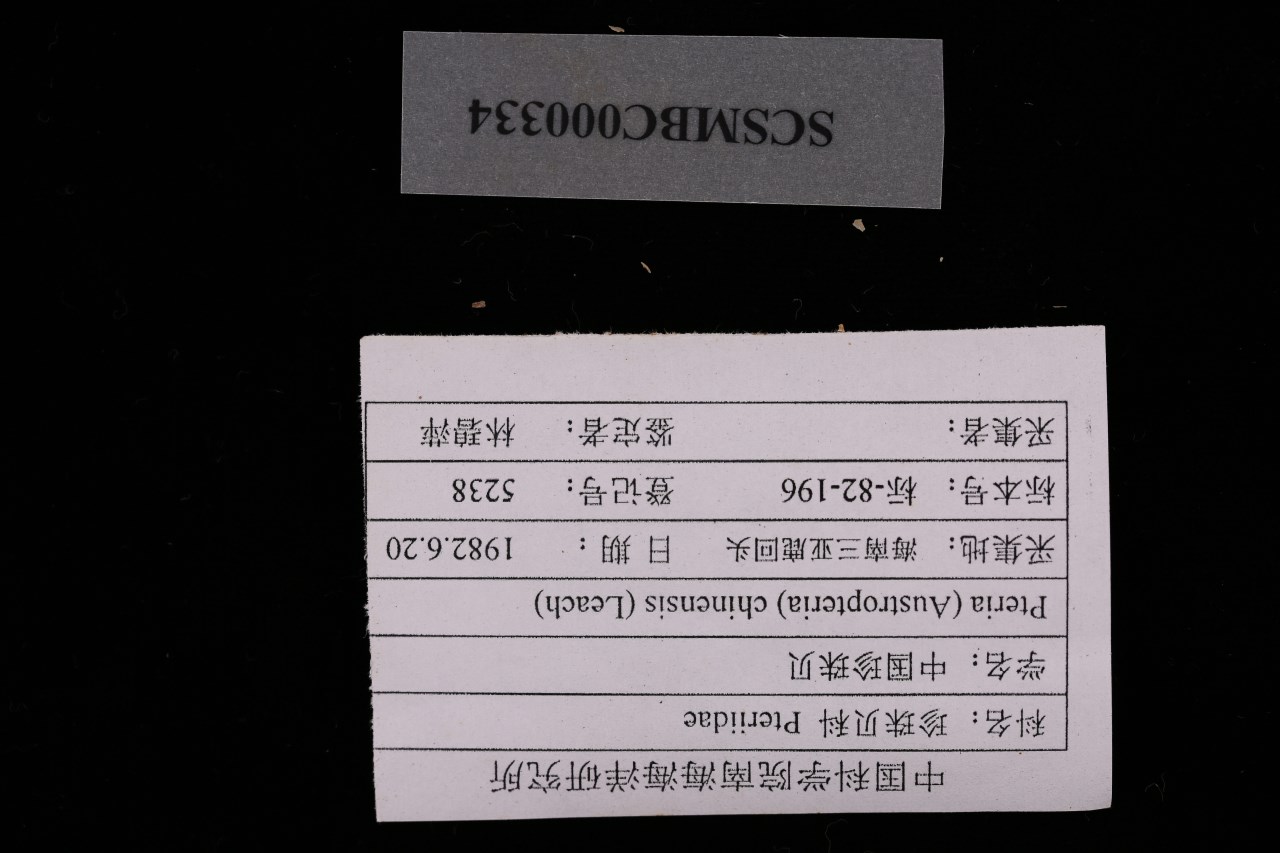 中国科学院南海海洋研究所
科名： 珍珠贝科 Pteriidae
学名： 中国珍珠贝
Pteria (Austropteria) chinensis (Leach)
采集地： 海南三亚鹿回头 日 期： 1982.6.20
标本号： 标-82-196 登记号： 5238
采集者： 鉴定者： 林碧萍
SCSMBC000334